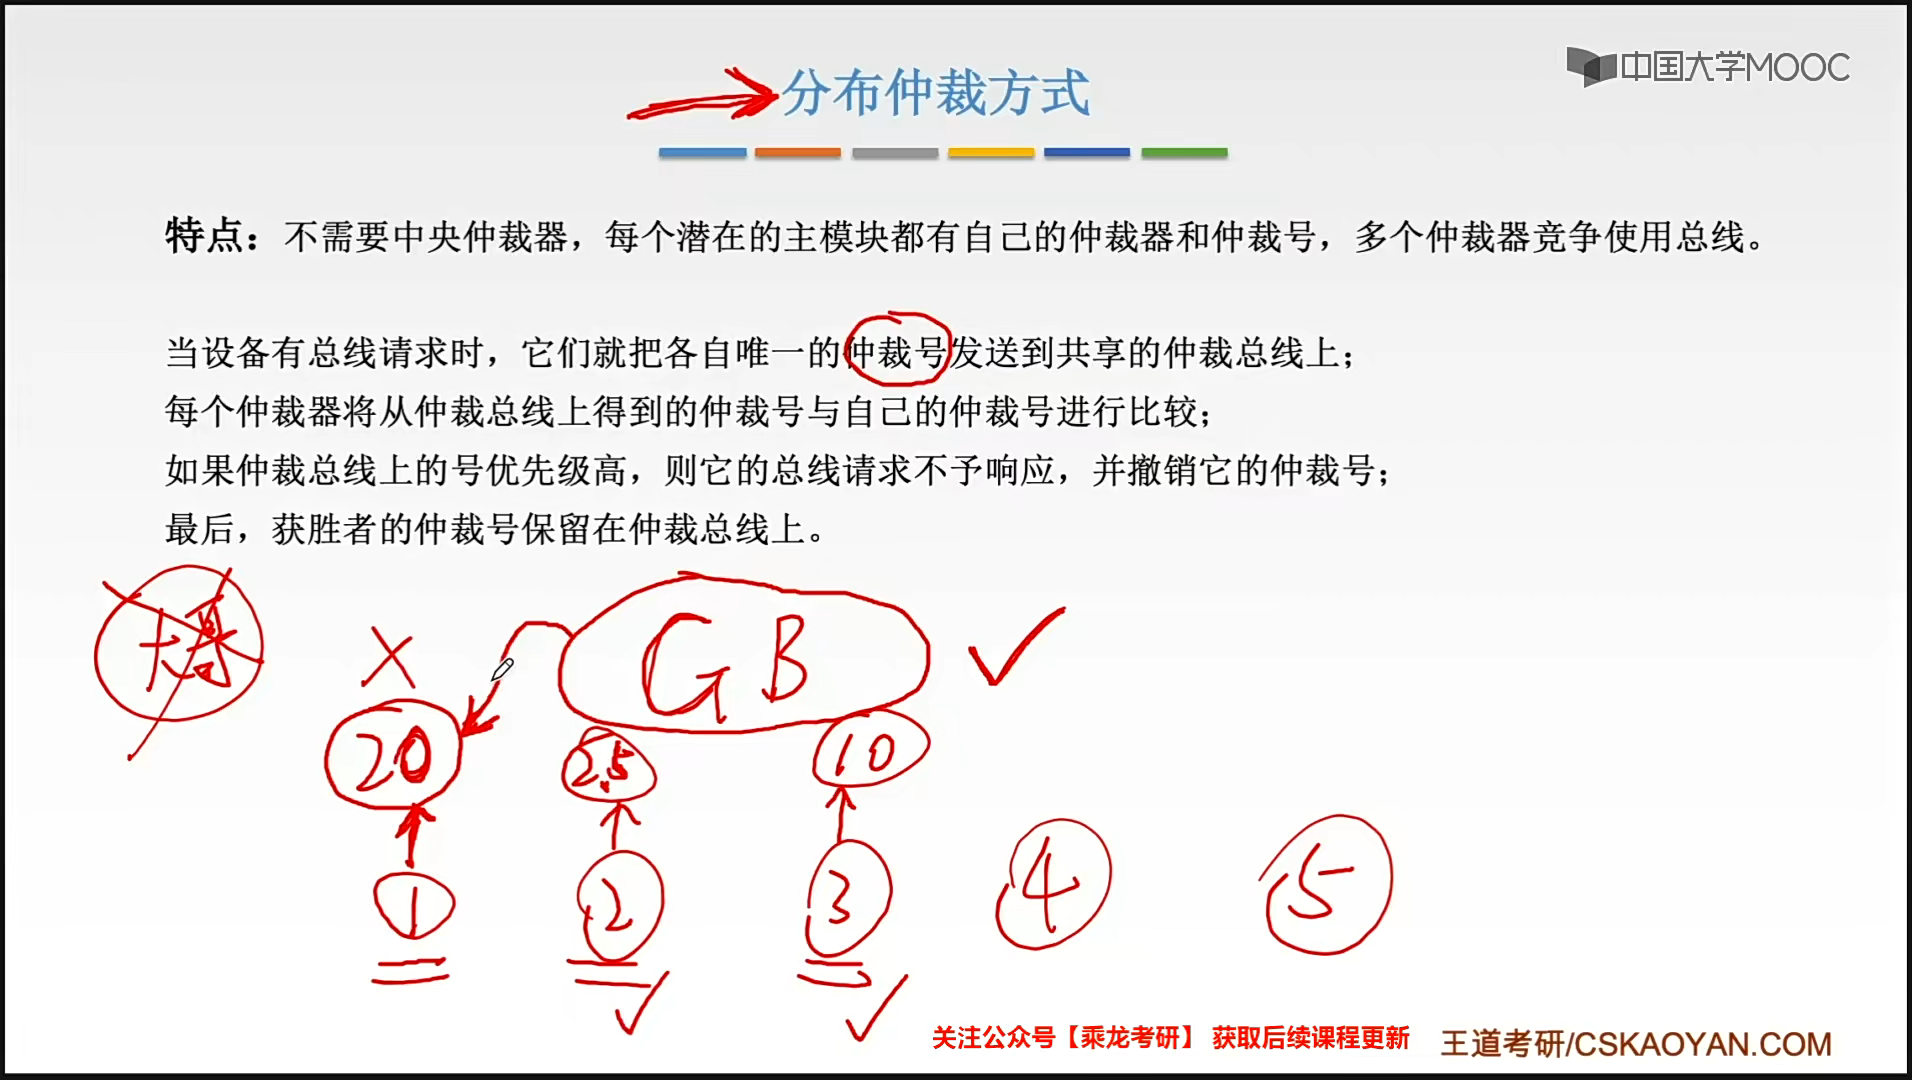 中国大学MOOC
分布仲裁方式
特点：不需要中央仲裁器，每个潜在的主模块都有自己的仲裁器和仲裁号，多个仲裁器竞争使用总线。
当设备有总线请求时，它们就把各自唯一的仲裁号发送到共享的仲裁总线上；
每个仲裁器将从仲裁总线上得到的仲裁号与自己的仲裁号进行比较；
如果仲裁总线上的号优先级高，则它的总线请求不予响应，并撤销它的仲裁号；
最后，获胜者的仲裁号保留在仲裁总线上。
GB
20 25 10
1 2 3 4 5
关注公众号【乘龙考研】 获取后续课程更新
王道考研/CSKAOYAN.COM